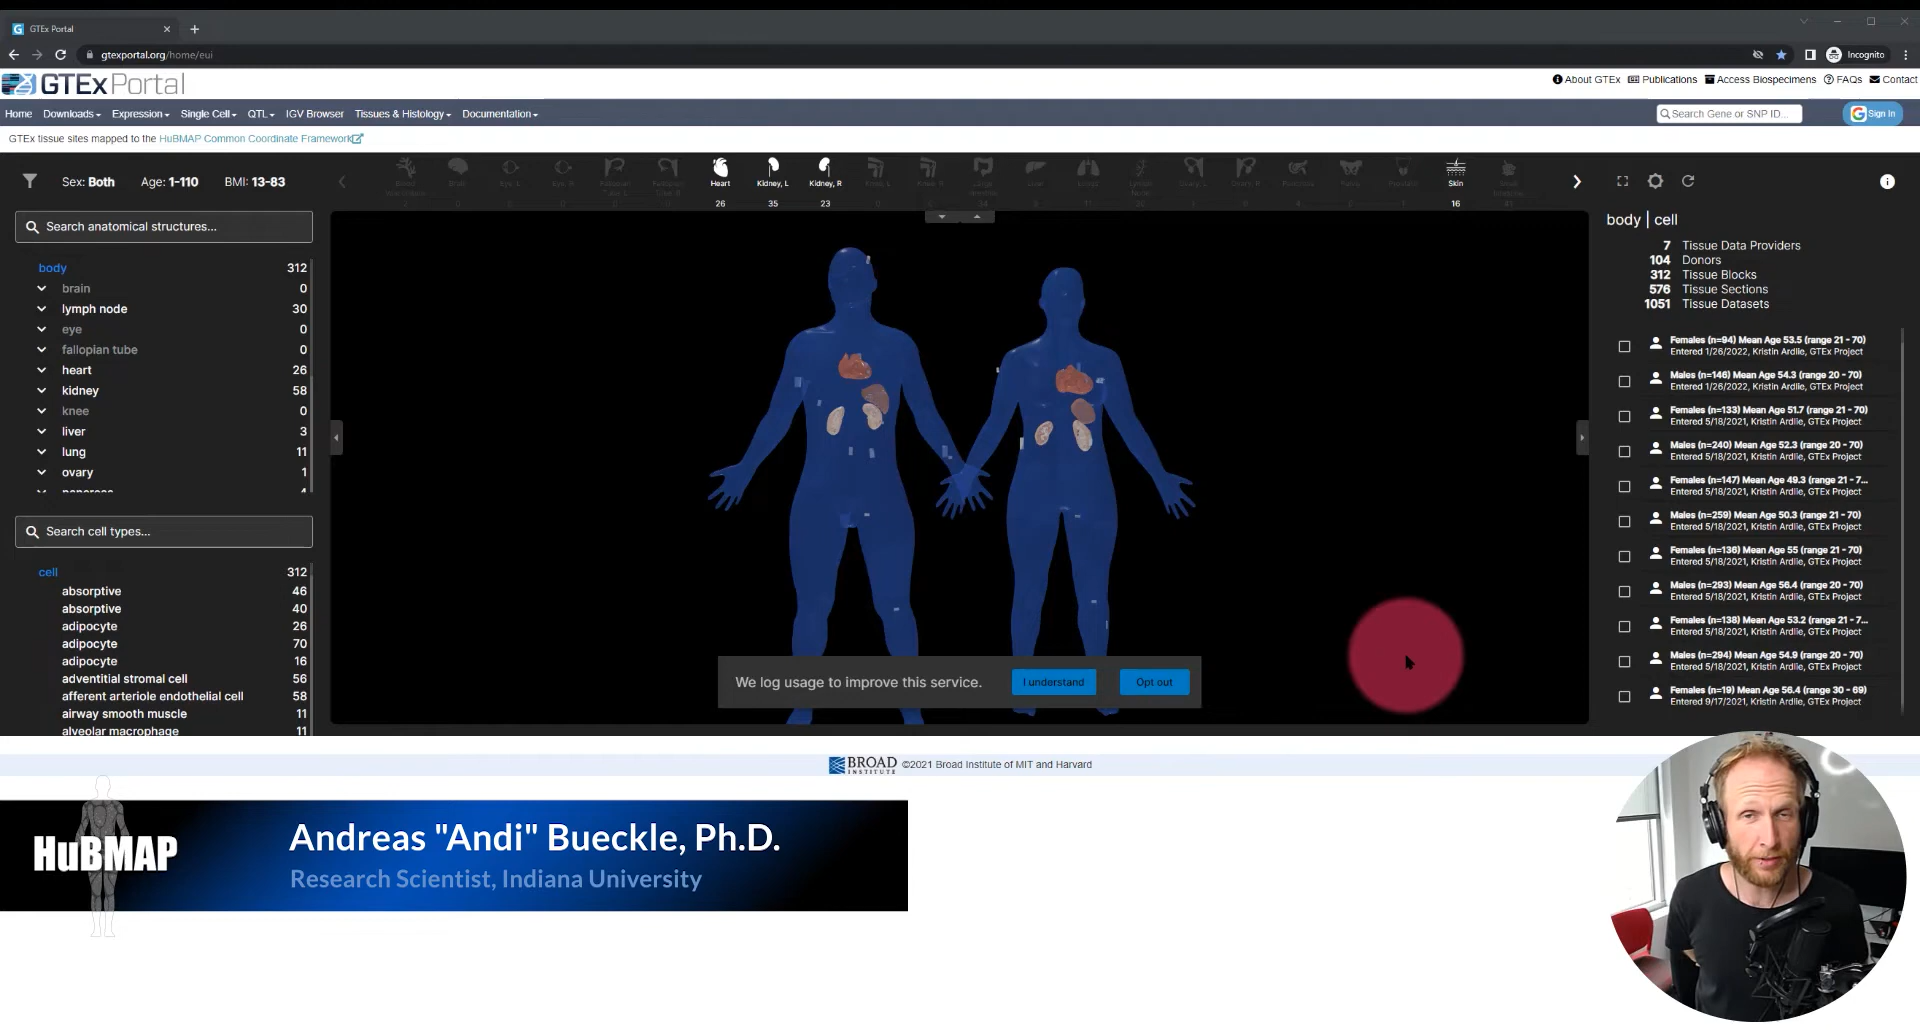 GTEx Portal
gtexportal.org/home/eui
Incognito
GTExPortal
About GTEx Publications Access Biospecimens FAQs Contact
Home Downloads Expression Single Cell QTL IGV Browser Tissues & Histology Documentation
Search Gene or SNP ID...
Sign In
GTEx tissue sites mapped to the HuBMAP Common Coordinate Framework
Sex: Both Age: 1-110 BMI: 13-83
Heart
26
Kidney, L
35
Kidney, R
23
Skin
16
Search anatomical structures...
body 312
brain 0
lymph node 30
eye 0
fallopian tube 0
heart 26
kidney 58
knee 0
liver 3
lung 11
ovary 1
pancreas 4
Search cell types...
cell 312
absorptive 46
absorptive 40
adipocyte 26
adipocyte 70
adipocyte 16
adventitial stromal cell 56
afferent arteriole endothelial cell 58
airway smooth muscle 11
alveolar macrophage 11
We log usage to improve this service.
I understand
Opt out
body | cell
7 Tissue Data Providers
104 Donors
312 Tissue Blocks
576 Tissue Sections
1051 Tissue Datasets
Females (n=94) Mean Age 53.5 (range 21 - 70)
Entered 1/26/2022, Kristin Ardlie, GTEx Project
Males (n=146) Mean Age 54.3 (range 20 - 70)
Entered 1/26/2022, Kristin Ardlie, GTEx Project
Females (n=133) Mean Age 51.7 (range 21 - 70)
Entered 5/18/2021, Kristin Ardlie, GTEx Project
Males (n=240) Mean Age 52.3 (range 20 - 70)
Entered 5/18/2021, Kristin Ardlie, GTEx Project
Females (n=147) Mean Age 49.3 (range 21 - 7...
Entered 5/18/2021, Kristin Ardlie, GTEx Project
Males (n=259) Mean Age 50.3 (range 21 - 70)
Entered 5/18/2021, Kristin Ardlie, GTEx Project
Females (n=136) Mean Age 55 (range 21 - 70)
Entered 5/18/2021, Kristin Ardlie, GTEx Project
Males (n=293) Mean Age 56.4 (range 20 - 70)
Entered 5/18/2021, Kristin Ardlie, GTEx Project
Females (n=138) Mean Age 53.2 (range 21 - 7...
Entered 5/18/2021, Kristin Ardlie, GTEx Project
Males (n=294) Mean Age 54.9 (range 20 - 70)
Entered 5/18/2021, Kristin Ardlie, GTEx Project
Females (n=19) Mean Age 56.4 (range 30 - 69)
Entered 9/17/2021, Kristin Ardlie, GTEx Project
BROAD INSTITUTE ©2021 Broad Institute of MIT and Harvard
HuBMAP
Andreas "Andi" Bueckle, Ph.D.
Research Scientist, Indiana University